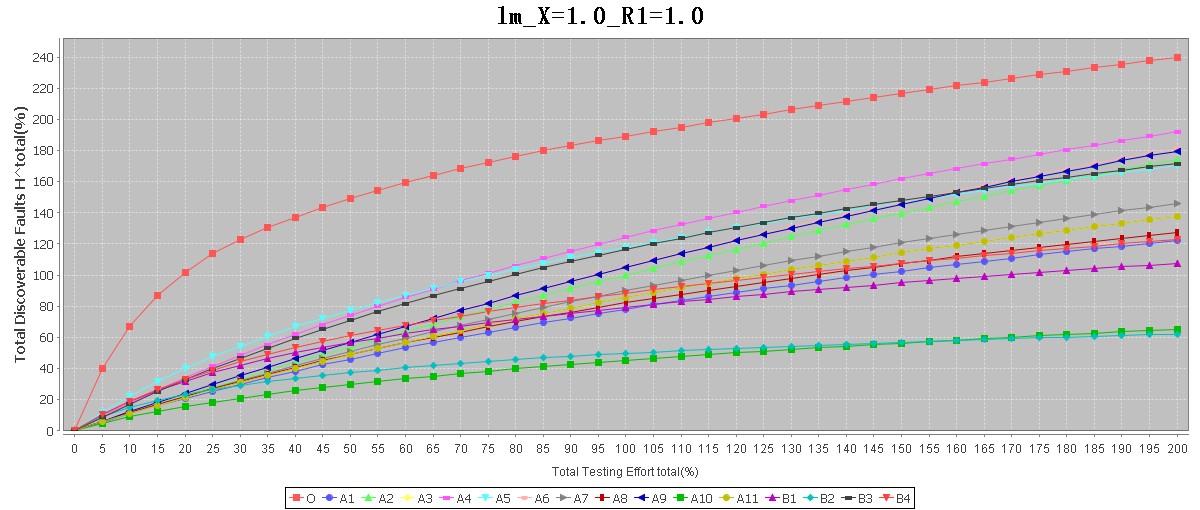 lm_X=1.0_R1=1.0
Total Discoverable Faults H^total(%)
240
220
200
180
160
140
120
100
80
60
40
20
0
0 5 10 15 20 25 30 35 40 45 50 55 60 65 70 75 80 85 90 95 100 105 110 115 120 125 130 135 140 145 150 155 160 165 170 175 180 185 190 195 200
Total Testing Effort total(%)
O A1 A2 A3 A4 A5 A6 A7 A8 A9 A10 A11 B1 B2 B3 B4